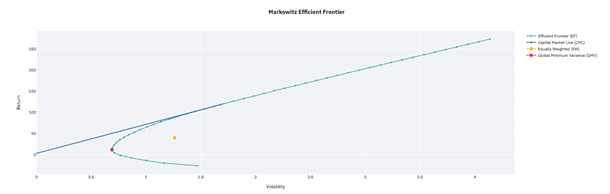 Markowitz Efficient Frontier
Efficient Frontier (EF)
Capital Market Line (CML)
Equally Weighted (EW)
Global Minimum Variance (GMV)
Return
250
200
150
100
50
0
0
0.5
1
1.5
2
2.5
3
3.5
4
Volatility